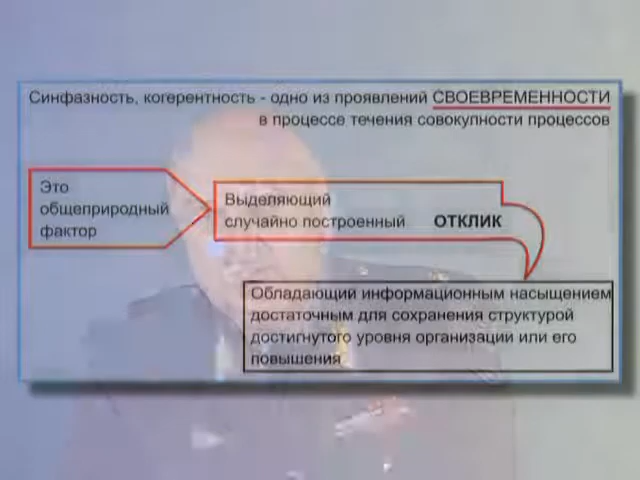 Синфазность, когерентность - одно из проявлений СВОЕВРЕМЕННОСТИ
в процессе течения совокупности процессов
Это
общеприродный
фактор
Выделяющий
случайно построенный ОТКЛИК
Обладающий информационным насыщением
достаточным для сохранения структурой
достигнутого уровня организации или его
повышения